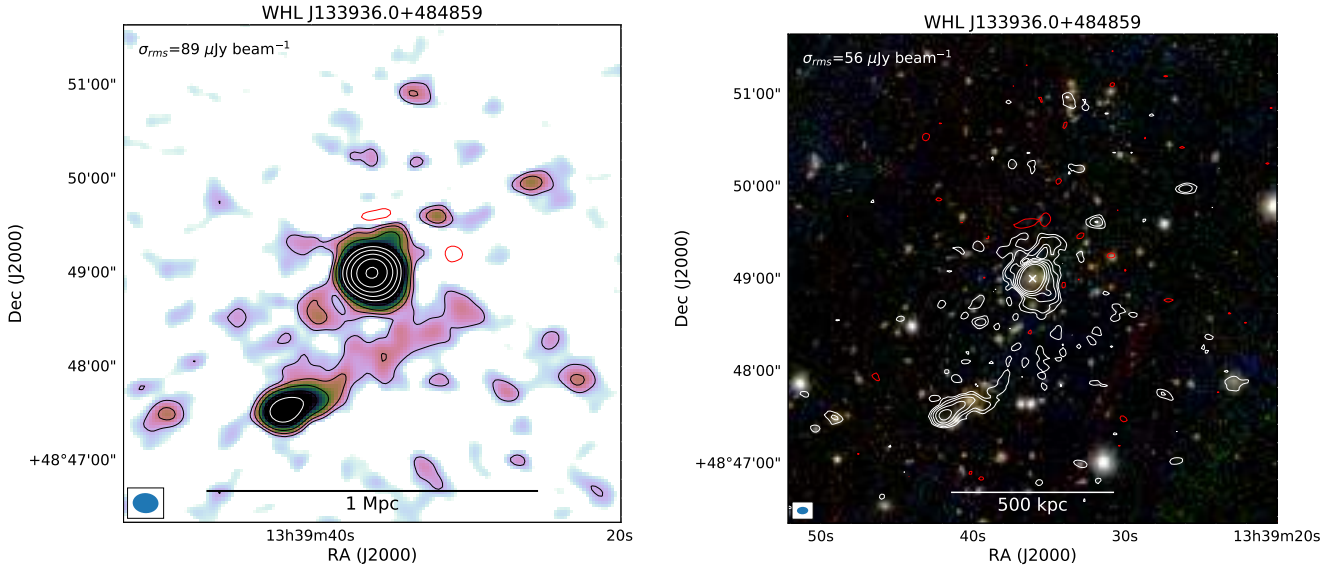 WHL J133936.0+484859
σrms=89 μJy beam−1
51'00"
50'00"
49'00"
48'00"
+48°47'00"
Dec (J2000)
1 Mpc
13h39m40s
20s
RA (J2000)
WHL J133936.0+484859
σrms=56 μJy beam−1
51'00"
50'00"
49'00"
48'00"
+48°47'00"
Dec (J2000)
500 kpc
50s
40s
30s
13h39m20s
RA (J2000)